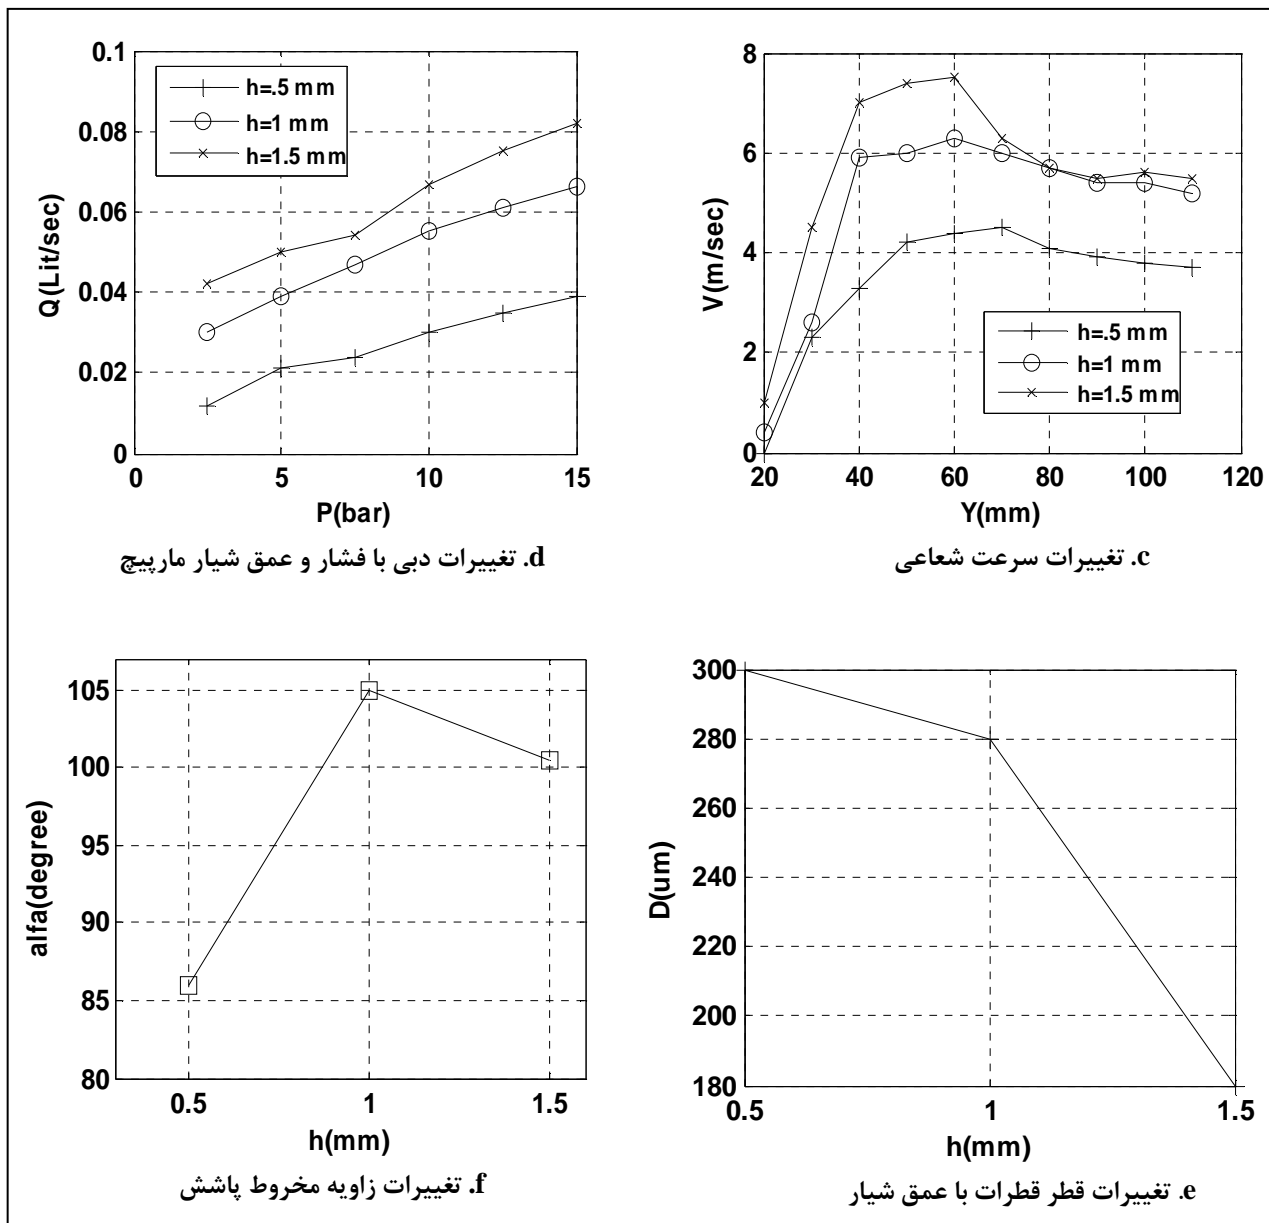 0.1
0.08
0.06
0.04
0.02
0
Q(Lit/sec)
h=.5 mm
h=1 mm
h=1.5 mm
0 5 10 15
P(bar)
d. تغییرات دبی با فشار و عمق شیار مارپیچ
8
6
4
2
0
V(m/sec)
h=.5 mm
h=1 mm
h=1.5 mm
20 40 60 80 100 120
Y(mm)
c. تغییرات سرعت شعاعی
105
100
95
90
85
80
alfa(degree)
0.5 1 1.5
h(mm)
f. تغییرات زاویه مخروط پاشش
300
280
260
240
220
200
180
D(um)
0.5 1 1.5
h(mm)
e. تغییرات قطر قطرات با عمق شیار